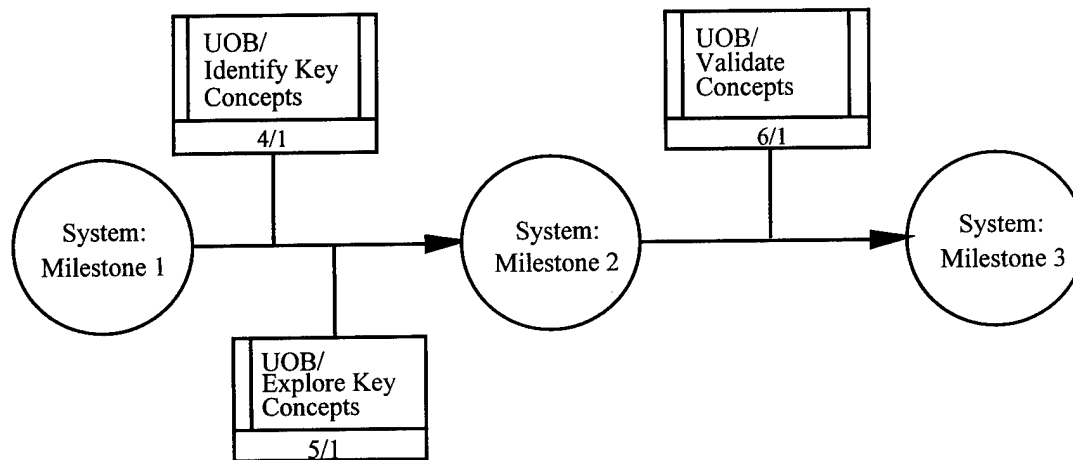 UOB/
Identify Key
Concepts
4/1
UOB/
Validate
Concepts
6/1
System:
Milestone 1
System:
Milestone 2
System:
Milestone 3
UOB/
Explore Key
Concepts
5/1